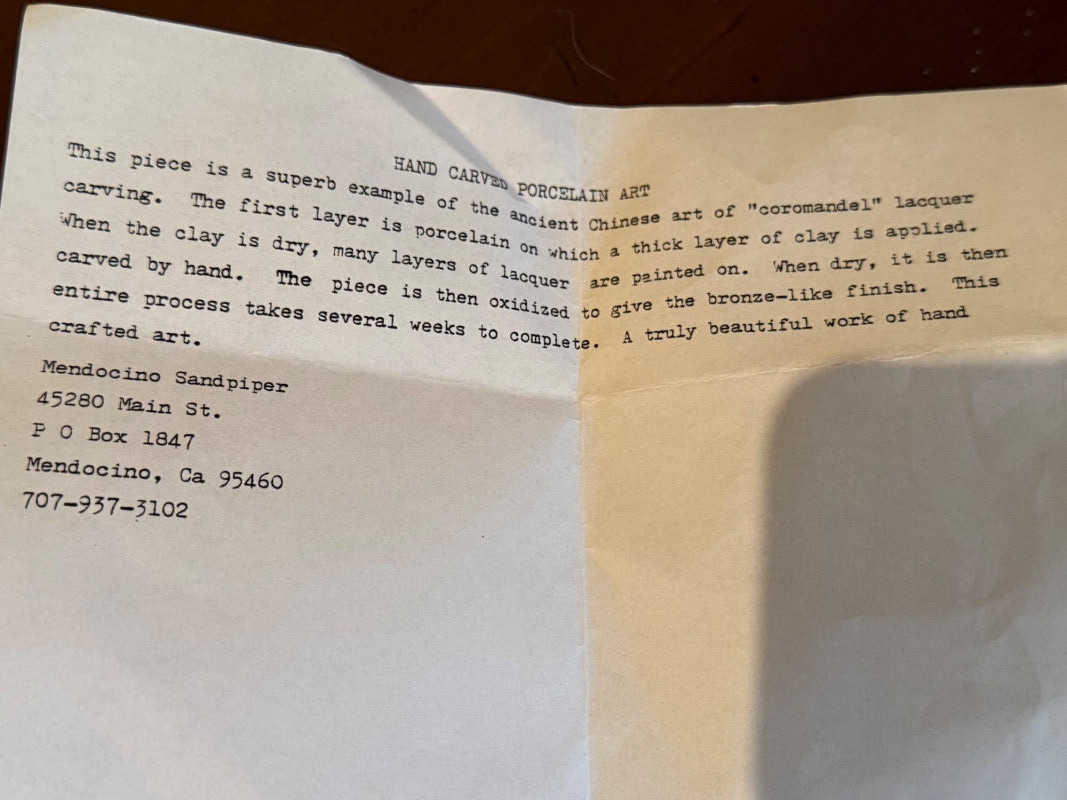 HAND CARVED PORCELAIN ART
This piece is a superb example of the ancient Chinese art of "coromandel" lacquer
carving. The first layer is porcelain on which a thick layer of clay is applied.
When the clay is dry, many layers of lacquer are painted on. When dry, it is then
carved by hand. The piece is then oxidized to give the bronze-like finish. This
entire process takes several weeks to complete. A truly beautiful work of hand
crafted art.
Mendocino Sandpiper
45280 Main St.
P O Box 1847
Mendocino, Ca 95460
707-937-3102